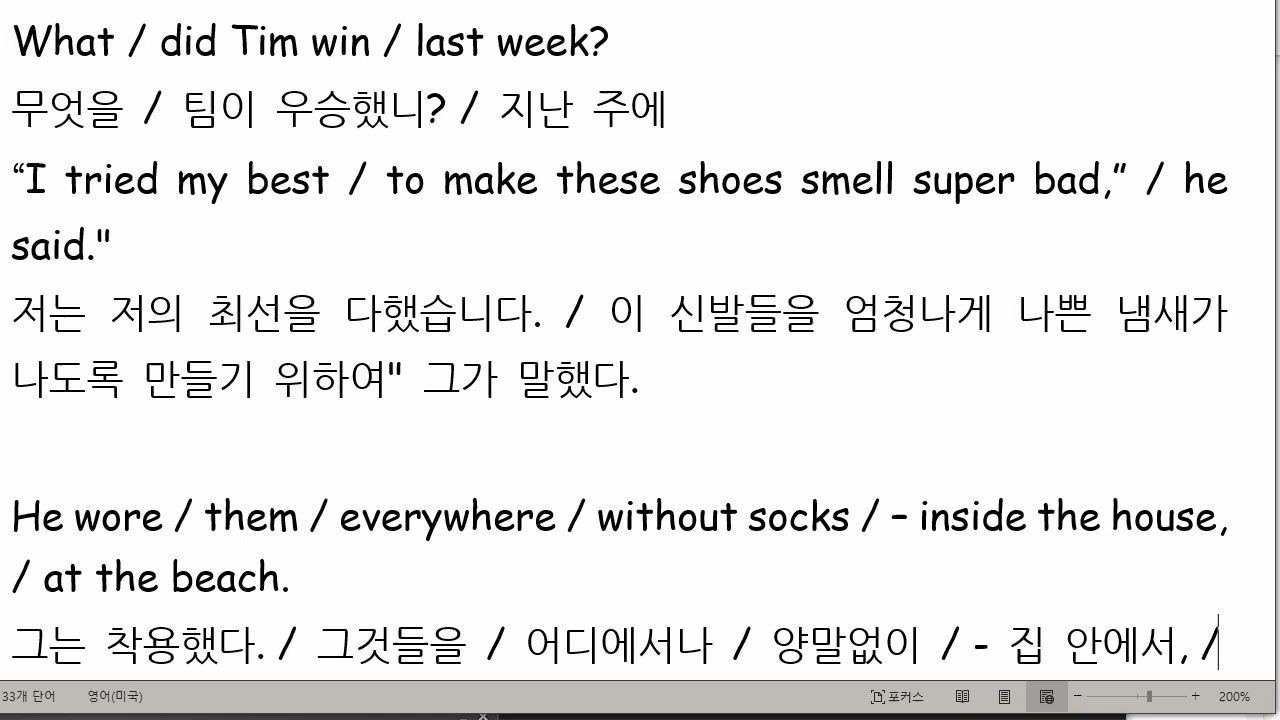 What / did Tim win / last week?
무엇을 / 팀이 우승했니? / 지난 주에
“I tried my best / to make these shoes smell super bad,” / he
said."
저는 저의 최선을 다했습니다. / 이 신발들을 엄청나게 나쁜 냄새가
나도록 만들기 위하여" 그가 말했다.
He wore / them / everywhere / without socks / – inside the house,
/ at the beach.
그는 착용했다. / 그것들을 / 어디에서나 / 양말없이 / - 집 안에서, /
33개 단어 영어(미국) 포커스 200%